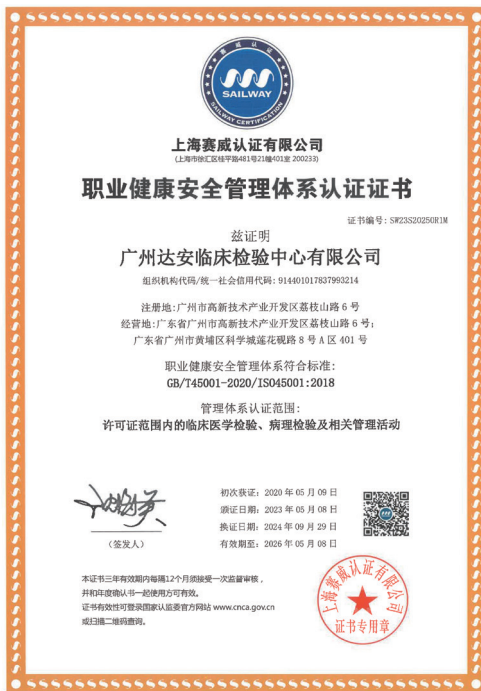 赛威认证
SAILWAY
SAILWAY CERTIFICATION
上海赛威认证有限公司
(上海市徐汇区桂平路481号21幢401室 200233)
职业健康安全管理体系认证证书
证书编号: SW23S20250R1M
兹证明
广州达安临床检验中心有限公司
组织机构代码/统一社会信用代码: 914401017837993214
注册地:广州市高新技术产业开发区荔枝山路 6 号
经营地:广东省广州市高新技术产业开发区荔枝山路 6 号;
广东省广州市黄埔区科学城莲花砚路 8 号 A 区 401 号
职业健康安全管理体系符合标准:
GB/T45001-2020/ISO45001:2018
管理体系认证范围:
许可证范围内的临床医学检验、病理检验及相关管理活动
初次获证: 2020 年 05 月 09 日
颁证日期: 2023 年 05 月 08 日
换证日期: 2024 年 09 月 29 日
有效期至: 2026 年 05 月 08 日
(签发人)
本证书三年有效期内每隔12个月须接受一次监督审核,
并和年度确认书一起使用方可有效。
证书有效性可登录国家认监委官方网站 www.cnca.gov.cn
或扫描二维码查询。
上海赛威认证有限公司
证书专用章